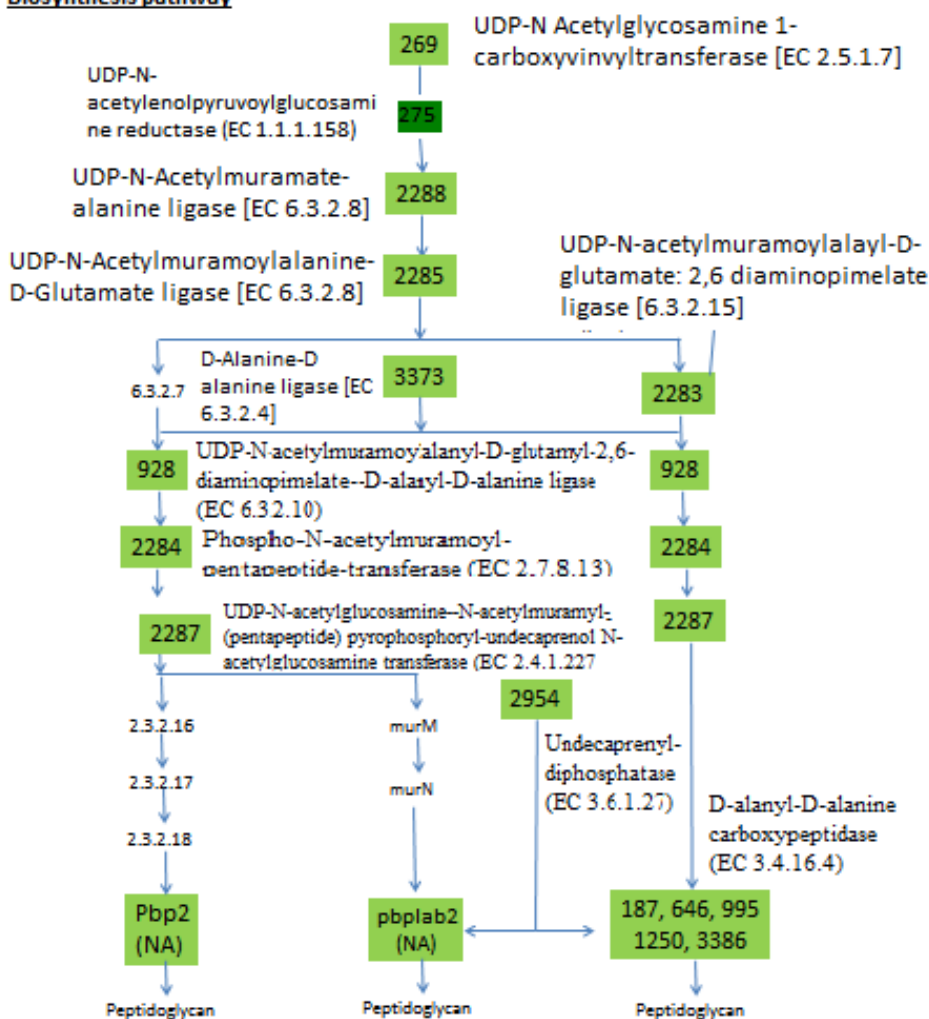 Biosynthesis pathway
269
UDP-N Acetylglycosamine 1-
carboxyvinvyltransferase [EC 2.5.1.7]
UDP-N-
acetylenolpyruvoylglucosami
ne reductase (EC 1.1.1.158)
275
UDP-N-Acetylmuramate-
alanine ligase [EC 6.3.2.8]
2288
UDP-N-Acetylmuramoylalanine-
D-Glutamate ligase [EC 6.3.2.8]
2285
UDP-N-acetylmuramoylalayl-D-
glutamate: 2,6 diaminopimelate
ligase [6.3.2.15]
6.3.2.7
D-Alanine-D
alanine ligase [EC
6.3.2.4]
3373
2283
928
UDP-N-acetylmuramoylalanyl-D-glutamyl-2,6-
diaminopimelate--D-alanyl-D-alanine ligase
(EC 6.3.2.10)
928
2284
Phospho-N-acetylmuramoyl-
pentapeptide-transferase (EC 2.7.8.13)
2284
2287
UDP-N-acetylglucosamine--N-acetylmuramyl-
(pentapeptide) pyrophosphoryl-undecaprenol N-
acetylglucosamine transferase (EC 2.4.1.227
2287
2.3.2.16
2.3.2.17
2.3.2.18
murM
murN
2954
Undecaprenyl-
diphosphatase
(EC 3.6.1.27)
D-alanyl-D-alanine
carboxypeptidase
(EC 3.4.16.4)
Pbp2
(NA)
pbplab2
(NA)
187, 646, 995
1250, 3386
Peptidoglycan
Peptidoglycan
Peptidoglycan